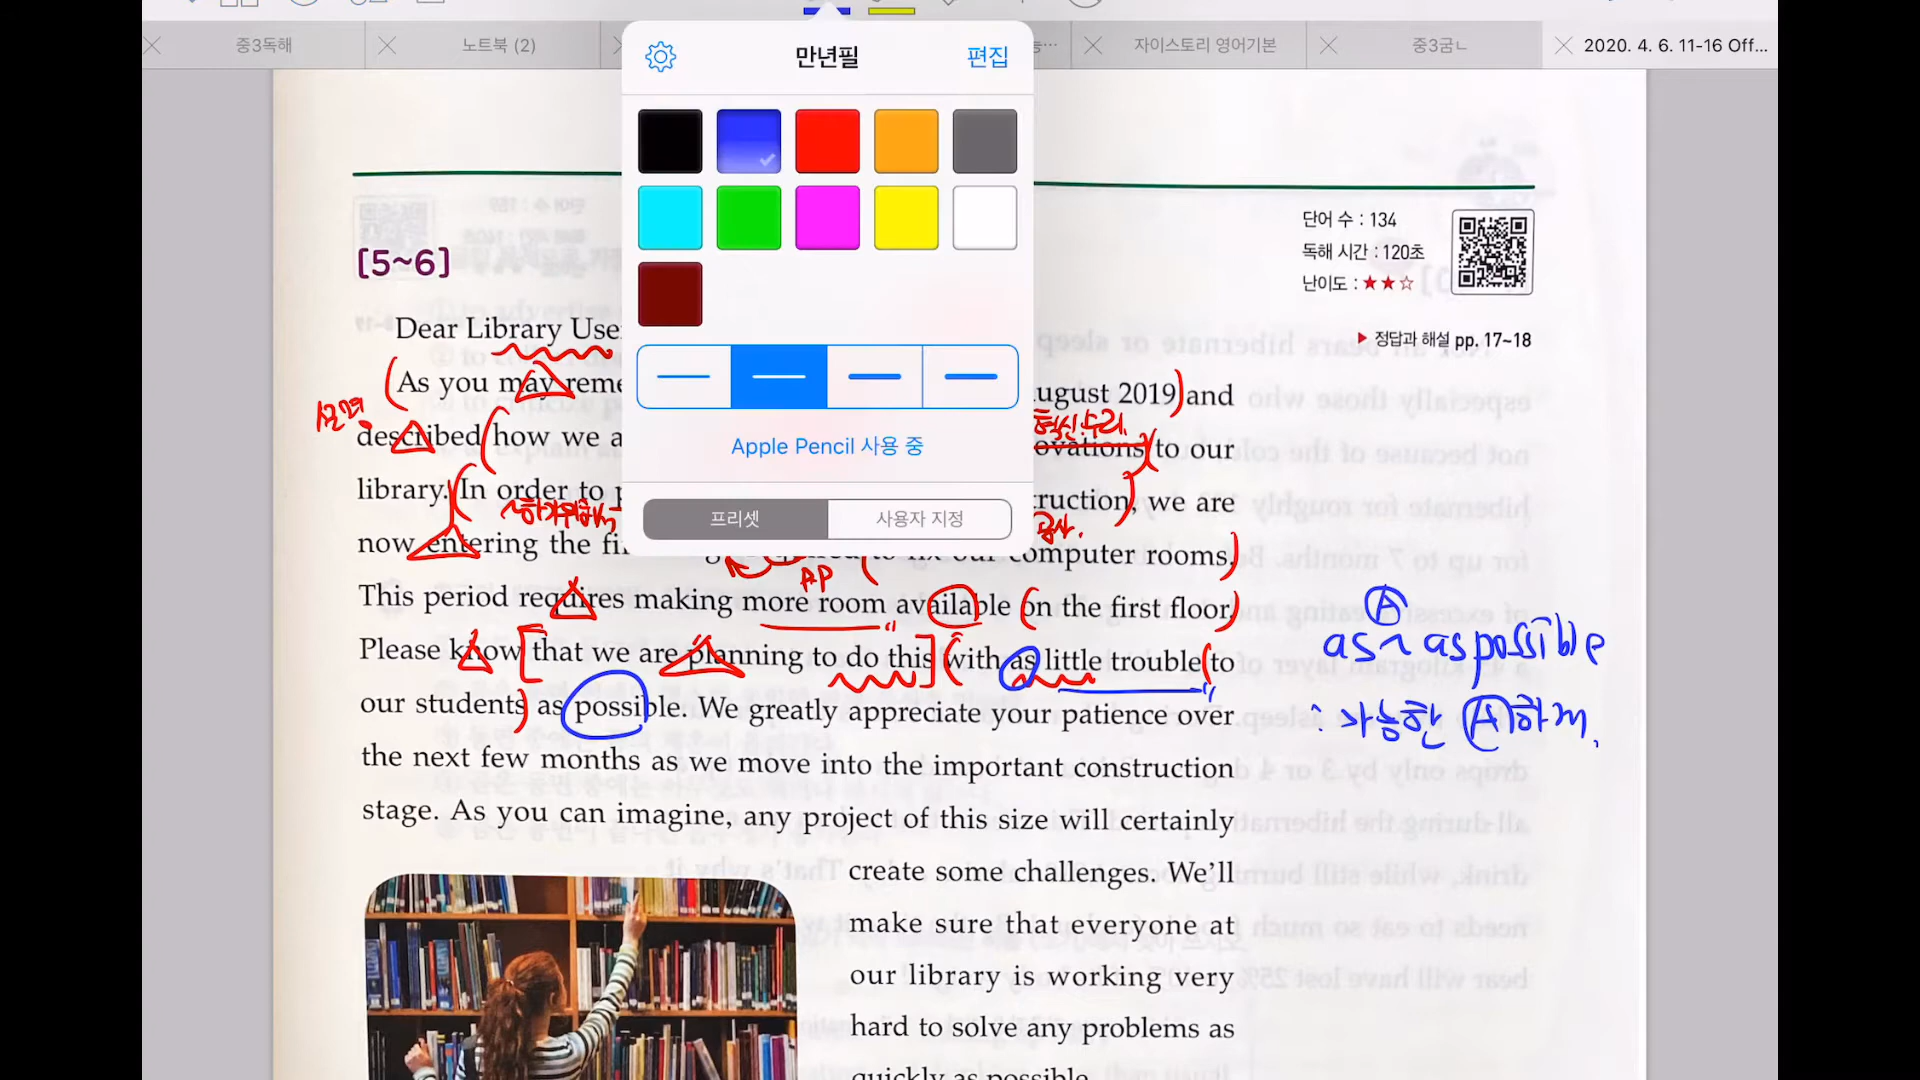 중3독해
노트북 (2)
자이스토리 영어기본
중3굼ㄴ
2020. 4. 6. 11-16 Off...
만년필
편집
Apple Pencil 사용 중
프리셋
사용자 지정
단어 수 : 134
독해 시간 : 120초
난이도 : ★★☆
▶ 정답과 해설 pp. 17~18
[5~6]
Dear Library Use
As you may reme ugust 2019 and
described how we a ovations to our
library. In order to p truction, we are
now entering the fi computer rooms.
pp
This period requires making more room available on the first floor.
Please know that we are planning to do this with as little trouble to
our students as possible. We greatly appreciate your patience over
the next few months as we move into the important construction
stage. As you can imagine, any project of this size will certainly
create some challenges. We'll
make sure that everyone at
our library is working very
hard to solve any problems as
quickly as possible.
A
as ~ as possible
: 가능한 A하게